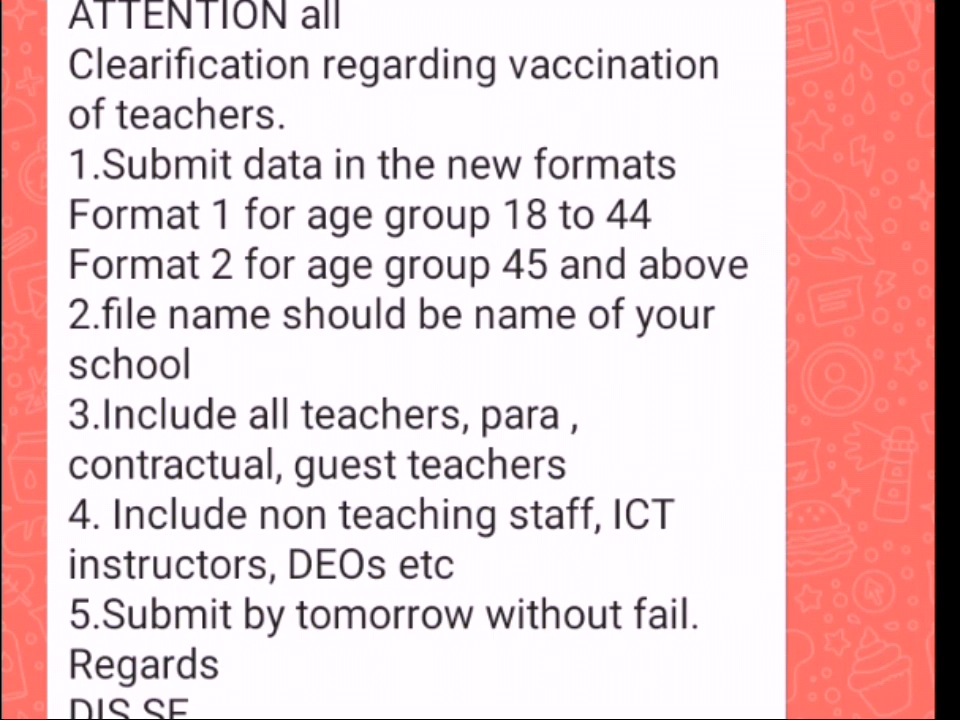 ATTENTION all
Clearification regarding vaccination
of teachers.
1.Submit data in the new formats
Format 1 for age group 18 to 44
Format 2 for age group 45 and above
2.file name should be name of your
school
3.Include all teachers, para ,
contractual, guest teachers
4. Include non teaching staff, ICT
instructors, DEOs etc
5.Submit by tomorrow without fail.
Regards
DIS SE